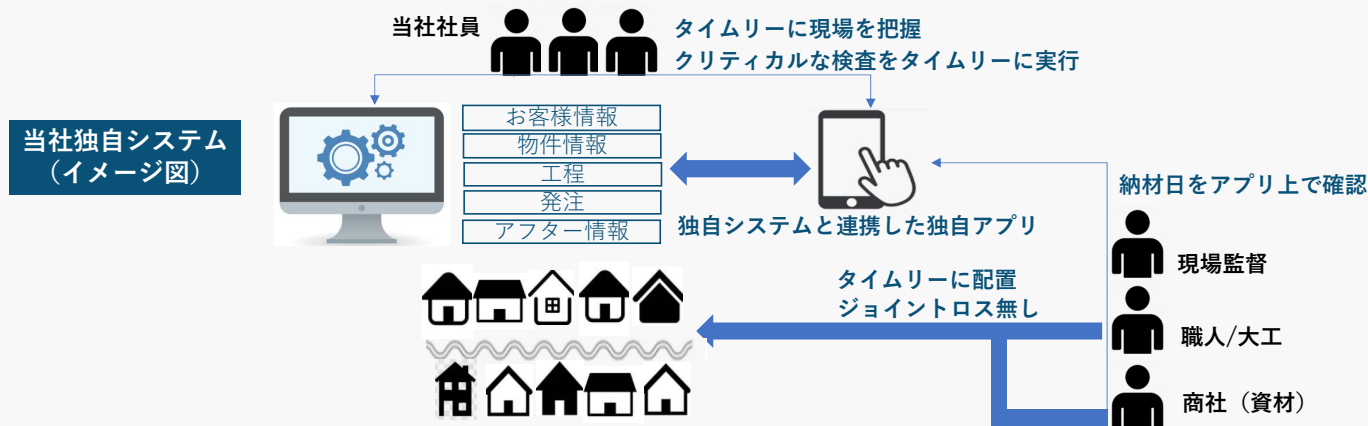 当社社員
タイムリーに現場を把握
クリティカルな検査をタイムリーに実行
当社独自システム
（イメージ図）
お客様情報
物件情報
工程
発注
アフター情報
独自システムと連携した独自アプリ
納材日をアプリ上で確認
現場監督
タイムリーに配置
ジョイントロス無し
職人/大工
商社（資材）